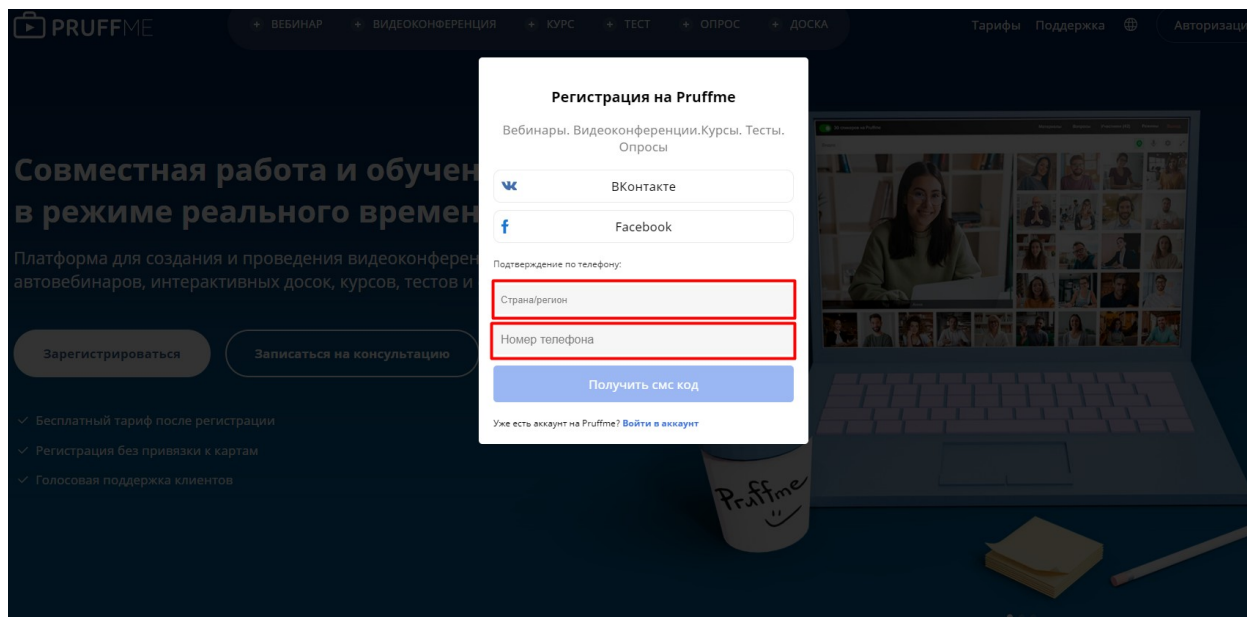 PRUFFME
+ ВЕБИНАР + ВИДЕОКОНФЕРЕНЦИЯ + КУРС + ТЕСТ + ОПРОС + ДОСКА
Тарифы Поддержка Авторизаци
Совместная работа и обучен
в режиме реального времен
Платформа для создания и проведения видеоконферен
автовебинаров, интерактивных досок, курсов, тестов и
Зарегистрироваться Записаться на консультацию
Бесплатный тариф после регистрации
Регистрация без привязки к картам
Голосовая поддержка клиентов
Регистрация на Pruffme
Вебинары. Видеоконференции.Курсы. Тесты.
Опросы
ВКонтакте
Facebook
Подтверждение по телефону:
Страна/регион
Номер телефона
Получить смс код
Уже есть аккаунт на Pruffme? Войти в аккаунт
Pruffme